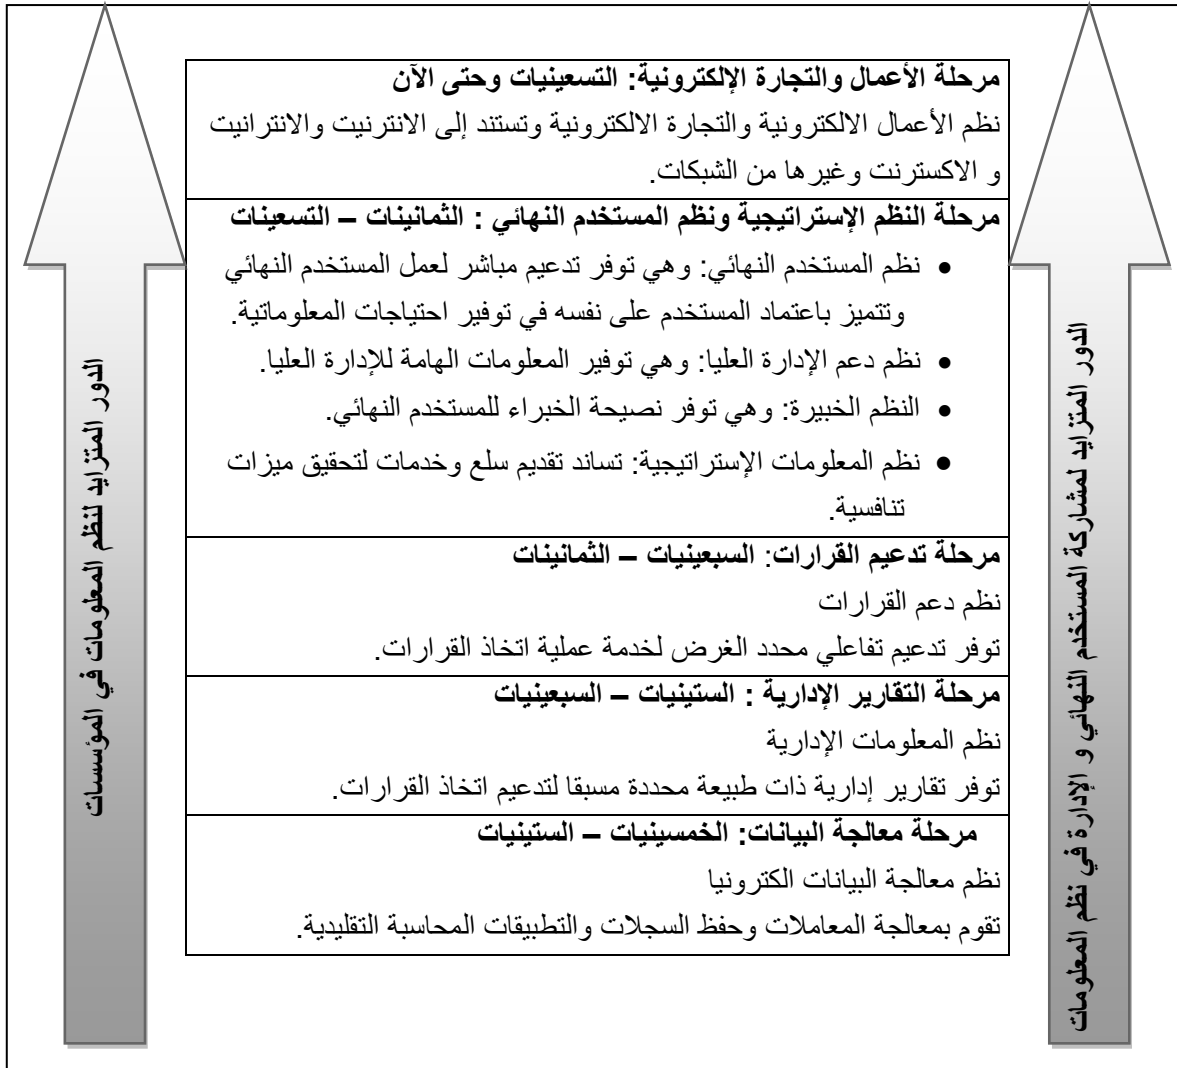 مرحلة الأعمال والتجارة الإلكترونية: التسعينيات وحتى الآن
نظم الأعمال الالكترونية والتجارة الالكترونية وتستند إلى الانترنيت والانترانيت
و الاكسترنت وغيرها من الشبكات.
مرحلة النظم الإستراتيجية ونظم المستخدم النهائي : الثمانينات – التسعينات
• نظم المستخدم النهائي: وهي توفر تدعيم مباشر لعمل المستخدم النهائي
وتتميز باعتماد المستخدم على نفسه في توفير احتياجات المعلوماتية.
• نظم دعم الإدارة العليا: وهي توفير المعلومات الهامة للإدارة العليا.
• النظم الخبيرة: وهي توفر نصيحة الخبراء للمستخدم النهائي.
• نظم المعلومات الإستراتيجية: تساند تقديم سلع وخدمات لتحقيق ميزات
تنافسية.
مرحلة تدعيم القرارات: السبعينيات – الثمانينات
نظم دعم القرارات
توفر تدعيم تفاعلي محدد الغرض لخدمة عملية اتخاذ القرارات.
مرحلة التقارير الإدارية : الستينيات – السبعينيات
نظم المعلومات الإدارية
توفر تقارير إدارية ذات طبيعة محددة مسبقا لتدعيم اتخاذ القرارات.
مرحلة معالجة البيانات: الخمسينيات – الستينيات
نظم معالجة البيانات الكترونيا
تقوم بمعالجة المعاملات وحفظ السجلات والتطبيقات المحاسبة التقليدية.
الدور المتزايد لمشاركة المستخدم النهائي و الإدارة في نظم المعلومات
الدور المتزايد لنظم المعلومات في المؤسسات